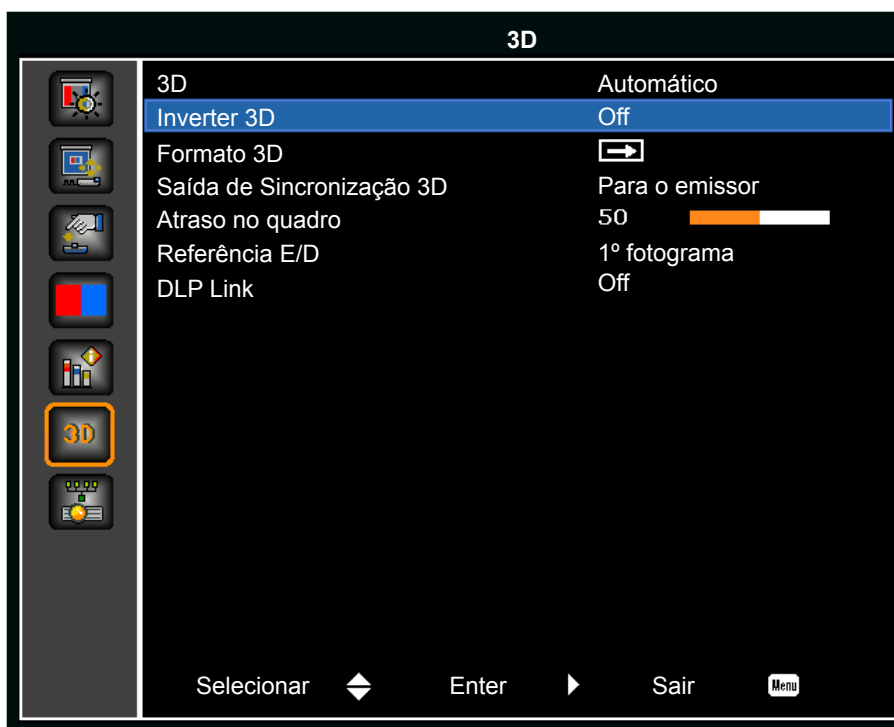 3D
3D Automático
Inverter 3D Off
Formato 3D
Saída de Sincronização 3D Para o emissor
Atraso no quadro 50
Referência E/D 1º fotograma
DLP Link Off
3D
Selecionar Enter Sair Menu